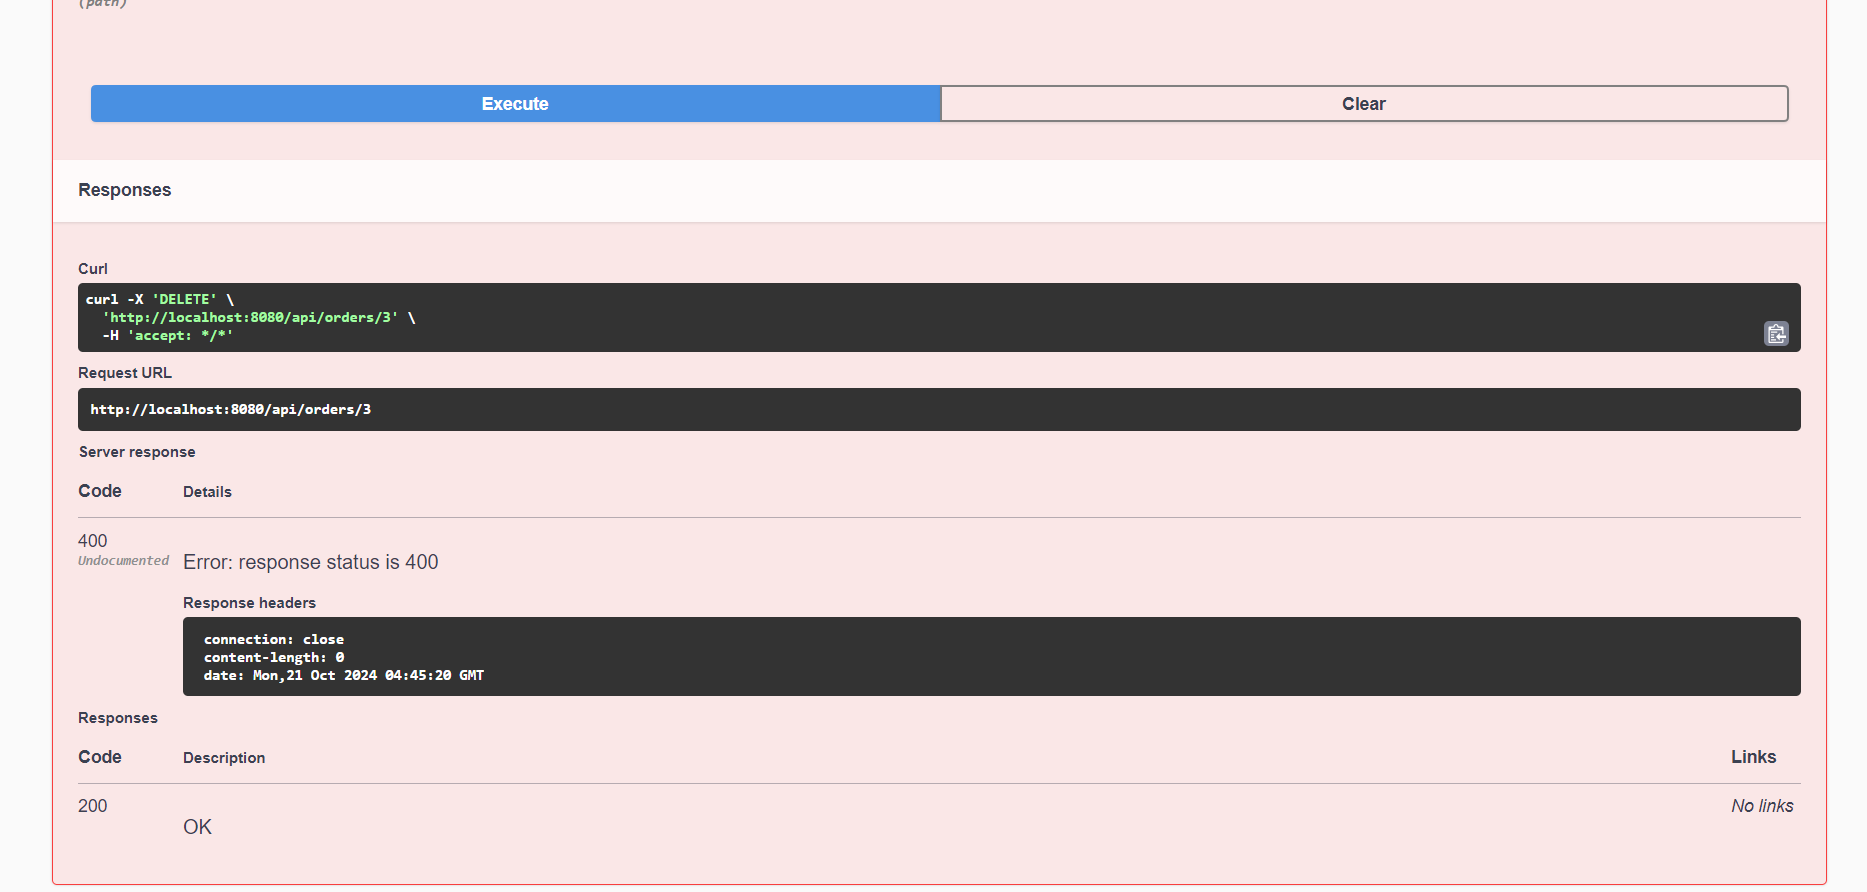 (path)
Execute
Clear
Responses
Curl
curl -X 'DELETE' \
'http://localhost:8080/api/orders/3' \
-H 'accept: */*'
Request URL
http://localhost:8080/api/orders/3
Server response
Code Details
400
Undocumented
Error: response status is 400
Response headers
connection: close
content-length: 0
date: Mon,21 Oct 2024 04:45:20 GMT
Responses
Code Description Links
200 No links
OK